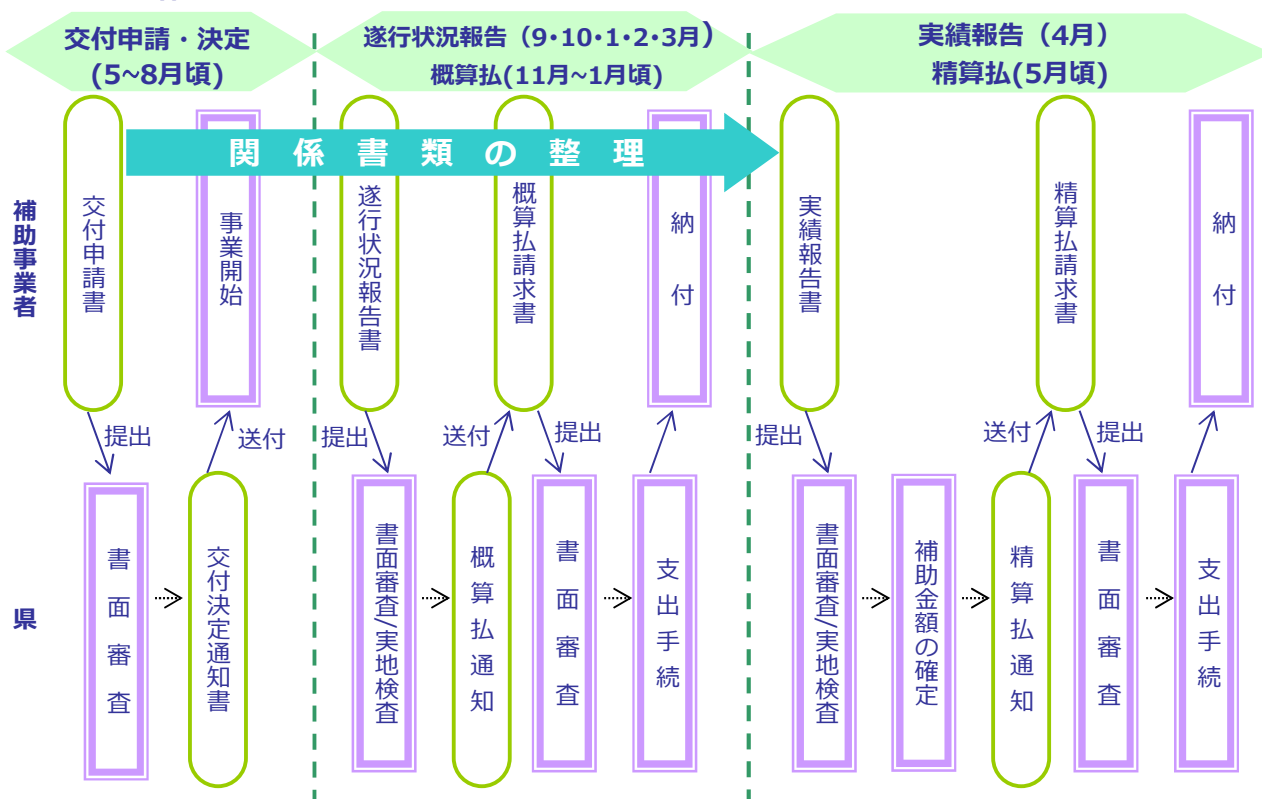 交付申請・決定
(5~8月頃)
遂行状況報告（9・10・1・2・3月）
概算払(11月~1月頃)
実績報告（4月）
精算払(5月頃)
関係書類の整理
補助事業者
交付申請書
事業開始
遂行状況報告書
概算払請求書
納付
実績報告書
精算払請求書
納付
提出
送付
提出
送付
提出
提出
送付
提出
県
書面審査
交付決定通知書
書面審査/実地検査
概算払通知
書面審査
支出手続
書面審査/実地検査
補助金額の確定
精算払通知
書面審査
支出手続